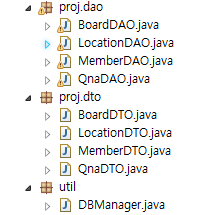 proj.dao
BoardDAO.java
LocationDAO.java
MemberDAO.java
QnaDAO.java
proj.dto
BoardDTO.java
LocationDTO.java
MemberDTO.java
QnaDTO.java
util
DBManager.java